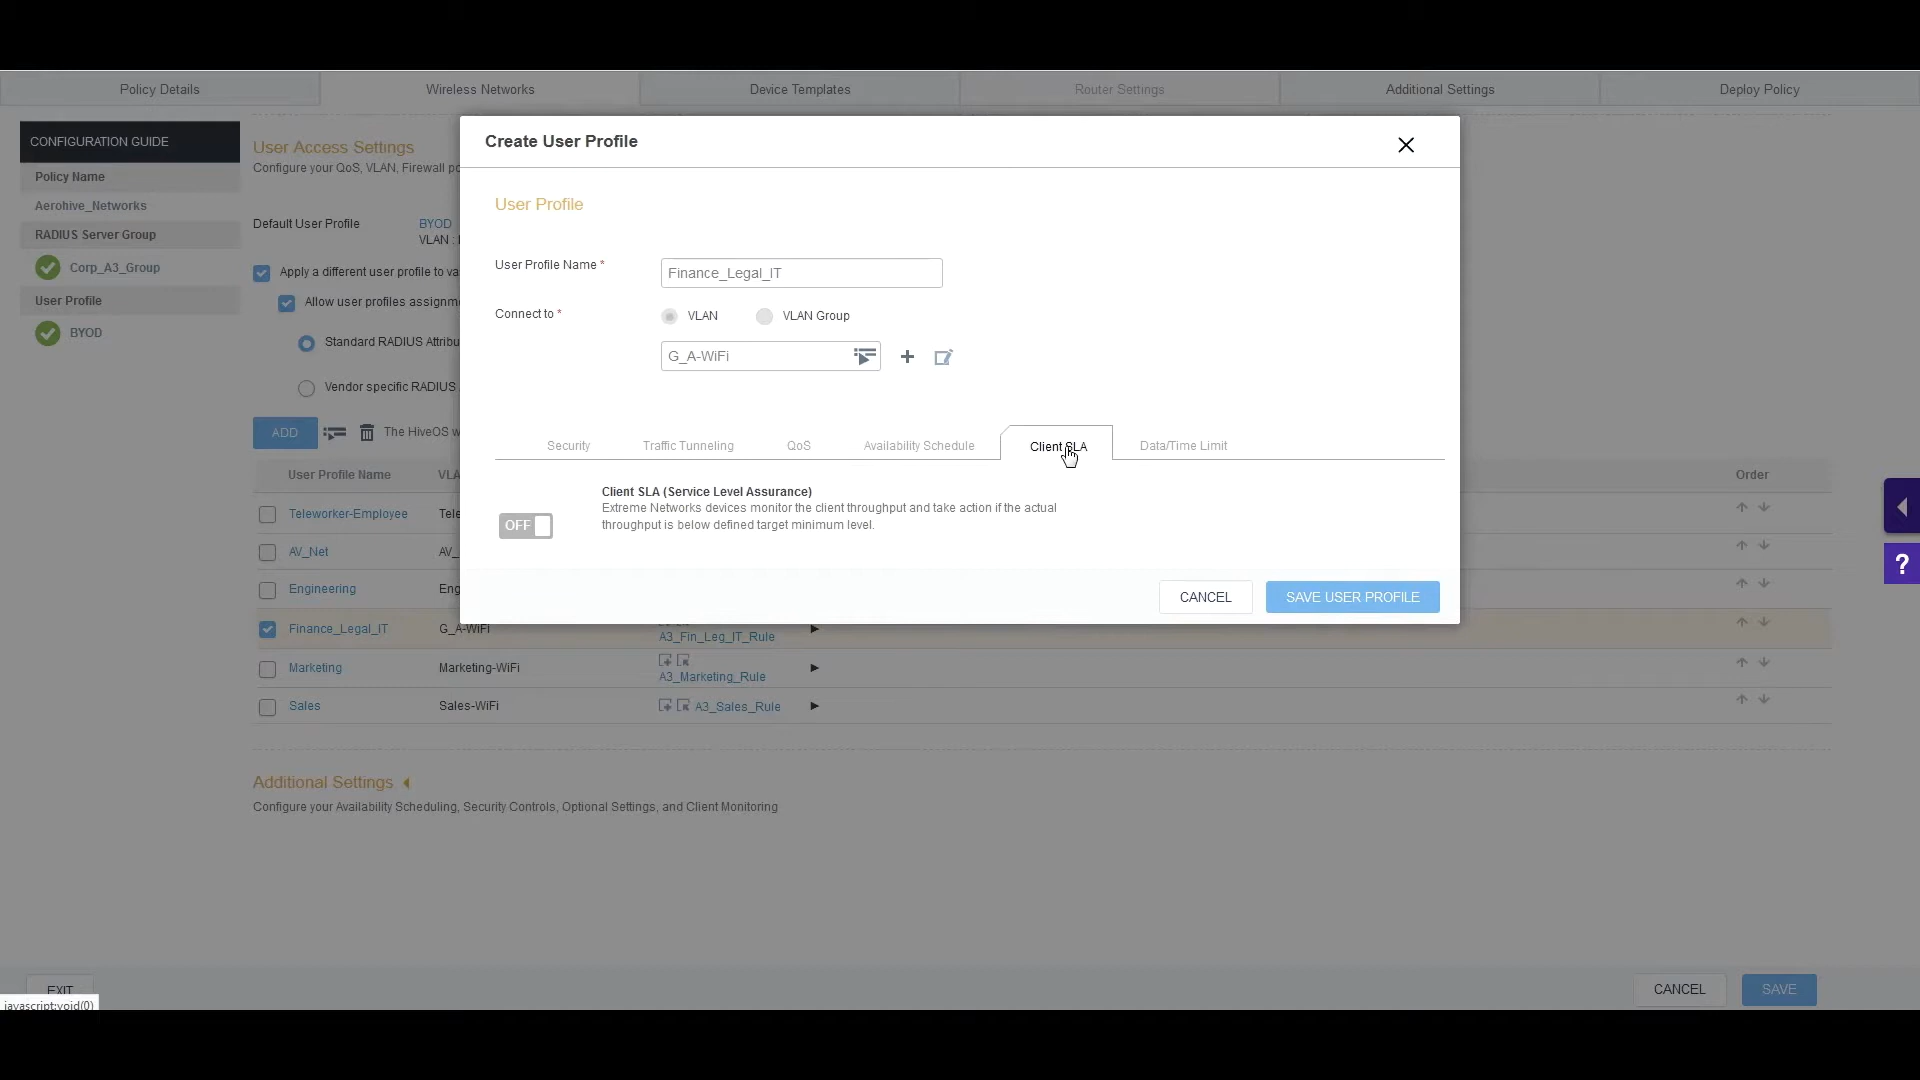 Policy Details
Wireless Networks
Device Templates
Router Settings
Additional Settings
Deploy Policy
CONFIGURATION GUIDE
Policy Name
Aerohive_Networks
RADIUS Server Group
Corp_A3_Group
User Profile
BYOD
User Access Settings
Configure your QoS, VLAN, Firewall po
Default User Profile
BYOD
VLAN :
Apply a different user profile to va
Allow user profiles assignm
Standard RADIUS Attribu
Vendor specific RADIUS
ADD
The HiveOS w
User Profile Name
VLA
Order
Teleworker-Employee
Tele
AV_Net
AV_
Engineering
Eng
Finance_Legal_IT
G_A-WiFi
A3_Fin_Leg_IT_Rule
Marketing
Marketing-WiFi
A3_Marketing_Rule
Sales
Sales-WiFi
A3_Sales_Rule
Additional Settings
Configure your Availability Scheduling, Security Controls, Optional Settings, and Client Monitoring
Create User Profile
User Profile
User Profile Name *
Finance_Legal_IT
Connect to *
VLAN
VLAN Group
G_A-WiFi
Security
Traffic Tunneling
QoS
Availability Schedule
Client SLA
Data/Time Limit
OFF
Client SLA (Service Level Assurance)
Extreme Networks devices monitor the client throughput and take action if the actual
throughput is below defined target minimum level.
CANCEL
SAVE USER PROFILE
?
EXIT
javascript:void(0)
CANCEL
SAVE